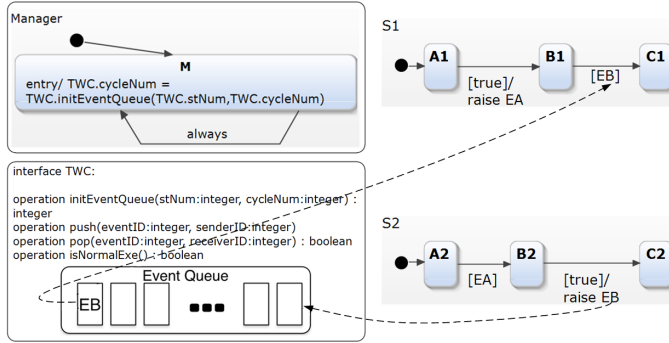 Manager
M
entry/ TWC.cycleNum =
TWC.initEventQueue(TWC.stNum,TWC.cycleNum)
always
interface TWC:
operation initEventQueue(stNum:integer, cycleNum:integer) :
integer
operation push(eventID:integer, senderID:integer)
operation pop(eventID:integer, receiverID:integer) : boolean
operation isNormalExe() : boolean
Event Queue
EB
S1
A1
B1
C1
[true]/
raise EA
[EB]
S2
A2
B2
C2
[EA]
[true]/
raise EB